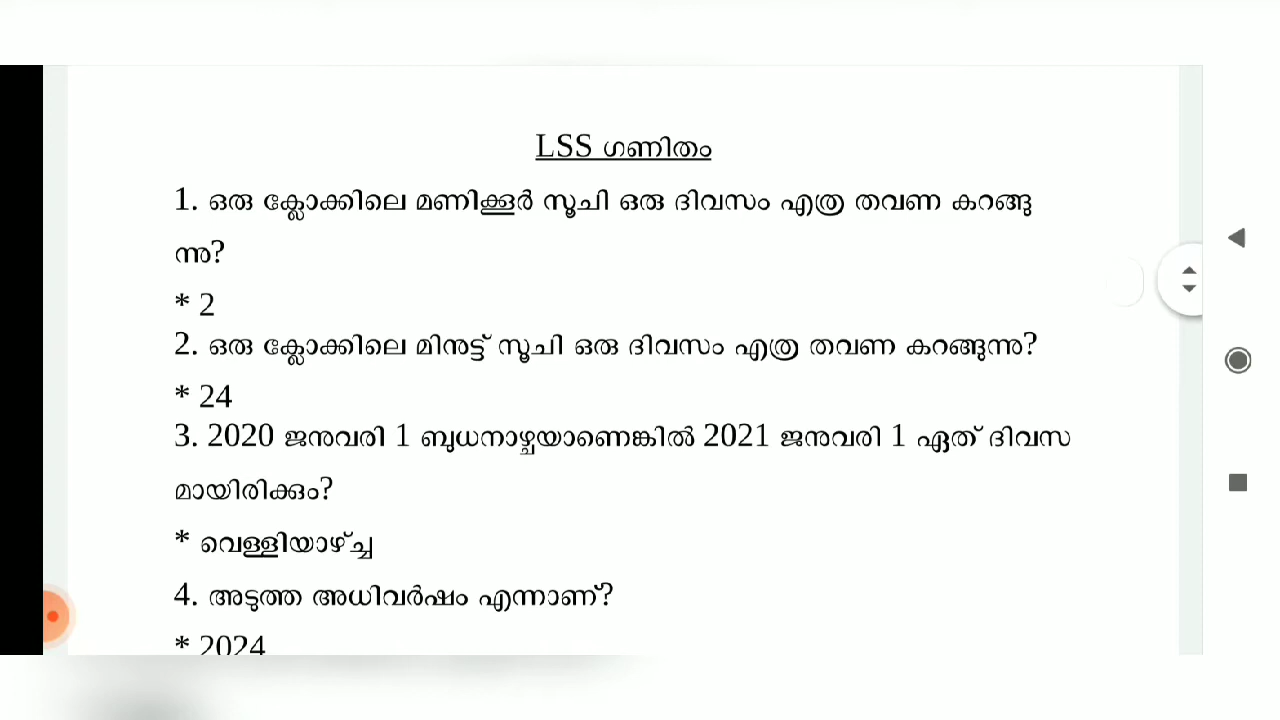 LSS ഗണിതം
1. ഒരു ക്ലോക്കിലെ മണിക്കൂർ സൂചി ഒരു ദിവസം എത്ര തവണ കറങ്ങു
ന്നു?
* 2
2. ഒരു ക്ലോക്കിലെ മിനുട്ട് സൂചി ഒരു ദിവസം എത്ര തവണ കറങ്ങുന്നു?
* 24
3. 2020 ജനുവരി 1 ബുധനാഴ്ചയാണെങ്കിൽ 2021 ജനുവരി 1 ഏത് ദിവസ
മായിരിക്കും?
* വെള്ളിയാഴ്ച്ച
4. അടുത്ത അധിവർഷം എന്നാണ്?
* 2024